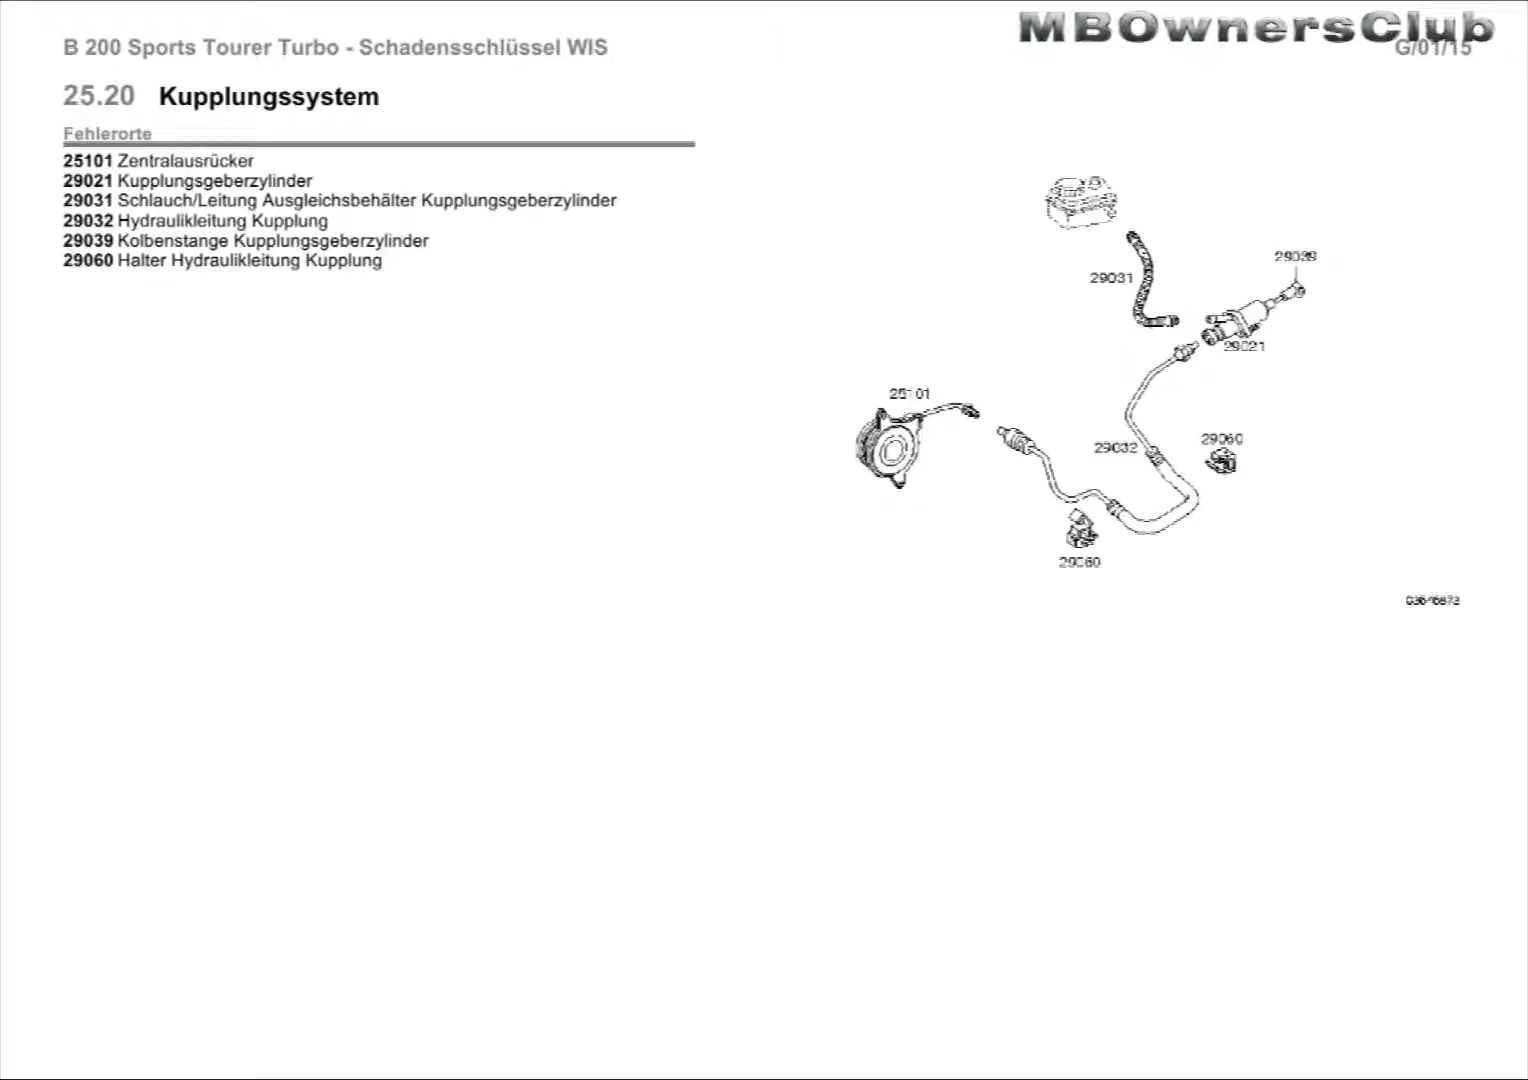 MBOwnersClub
B 200 Sports Tourer Turbo - Schadensschlüssel WIS
G/01/15
25.20 Kupplungssystem
Fehlerorte
25101 Zentralausrücker
29021 Kupplungsgeberzylinder
29031 Schlauch/Leitung Ausgleichsbehälter Kupplungsgeberzylinder
29032 Hydraulikleitung Kupplung
29039 Kolbenstange Kupplungsgeberzylinder
29060 Halter Hydraulikleitung Kupplung
29039
29031
29021
25101
29060
29032
29060